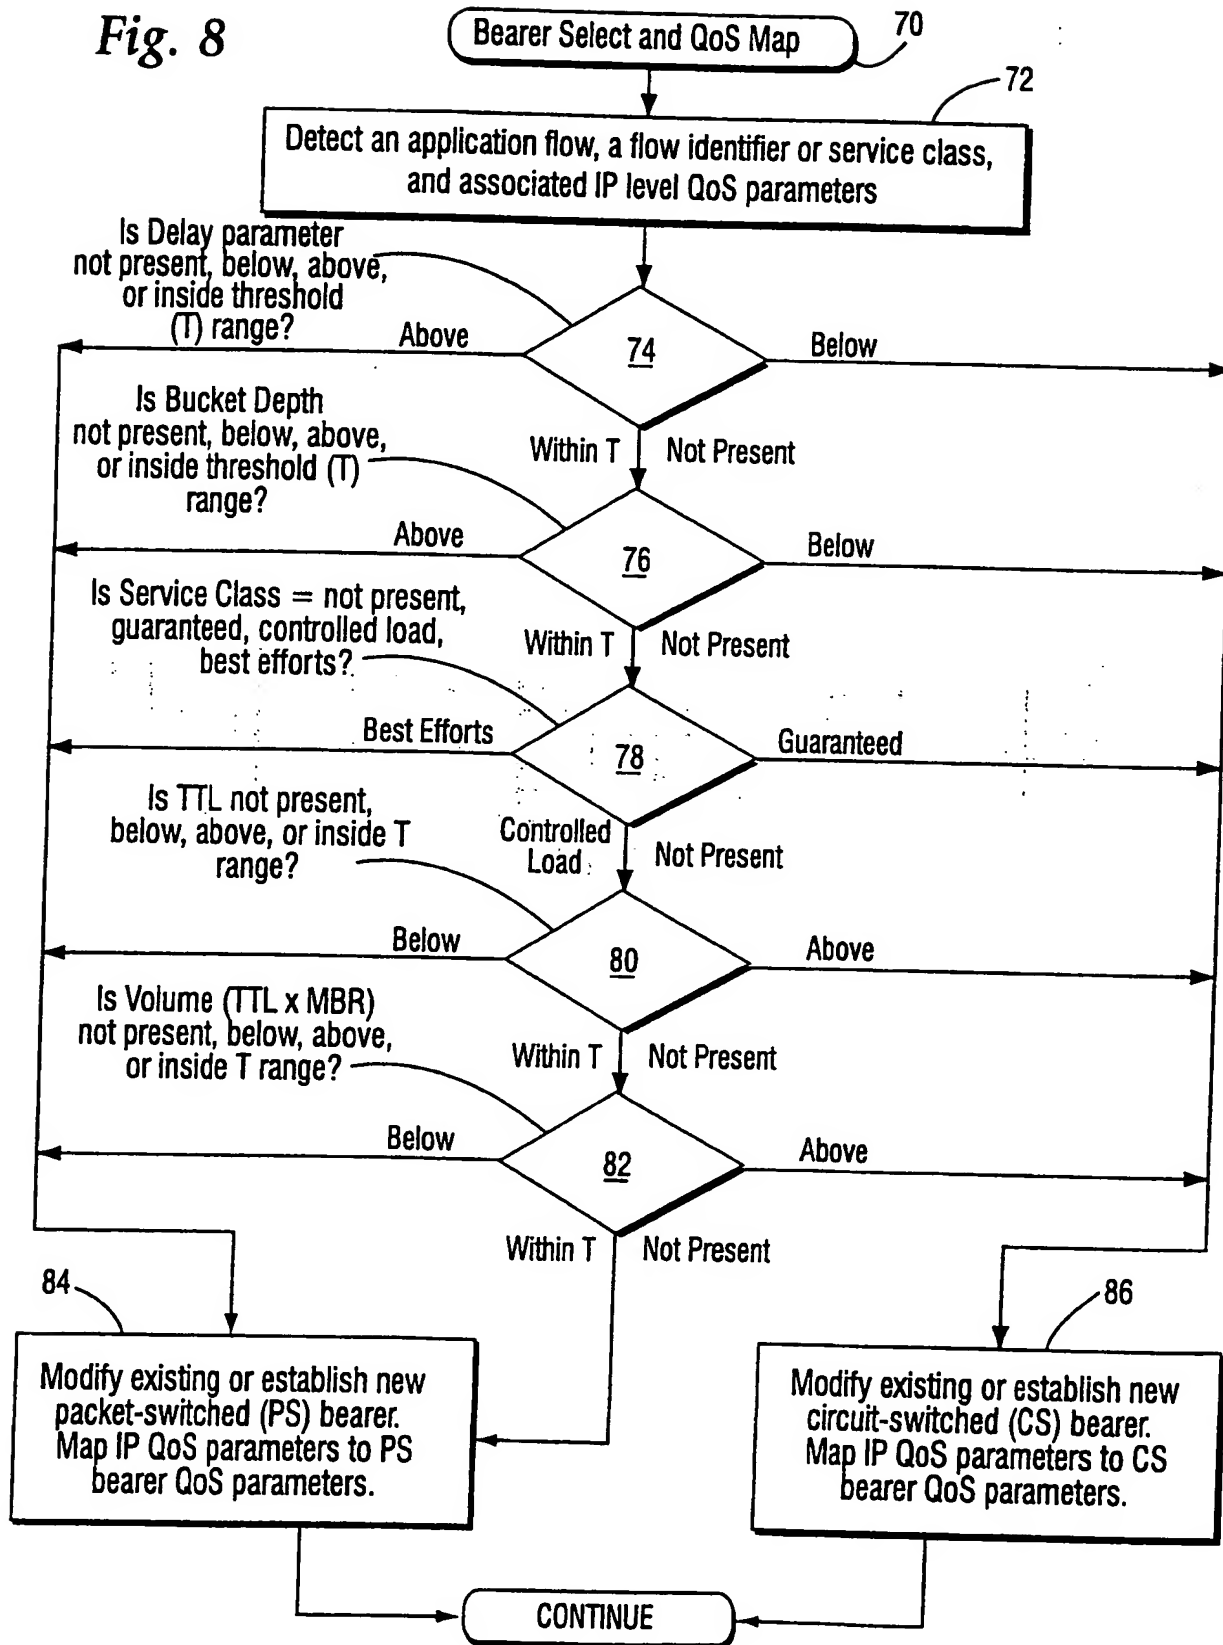 Fig. 8
Bearer Select and QoS Map
70
72
Detect an application flow, a flow identifier or service class,
and associated IP level QoS parameters
Is Delay parameter
not present, below, above,
or inside threshold
(T) range?
Above
74
Below
Within T
Not Present
Is Bucket Depth
not present, below, above,
or inside threshold (T)
range?
Above
76
Below
Within T
Not Present
Is Service Class = not present,
guaranteed, controlled load,
best efforts?
Best Efforts
78
Guaranteed
Controlled
Load
Not Present
Is TTL not present,
below, above, or inside T
range?
Below
80
Above
Within T
Not Present
Is Volume (TTL x MBR)
not present, below, above,
or inside T range?
Below
82
Above
Within T
Not Present
84
Modify existing or establish new
packet-switched (PS) bearer.
Map IP QoS parameters to PS
bearer QoS parameters.
86
Modify existing or establish new
circuit-switched (CS) bearer.
Map IP QoS parameters to CS
bearer QoS parameters.
CONTINUE